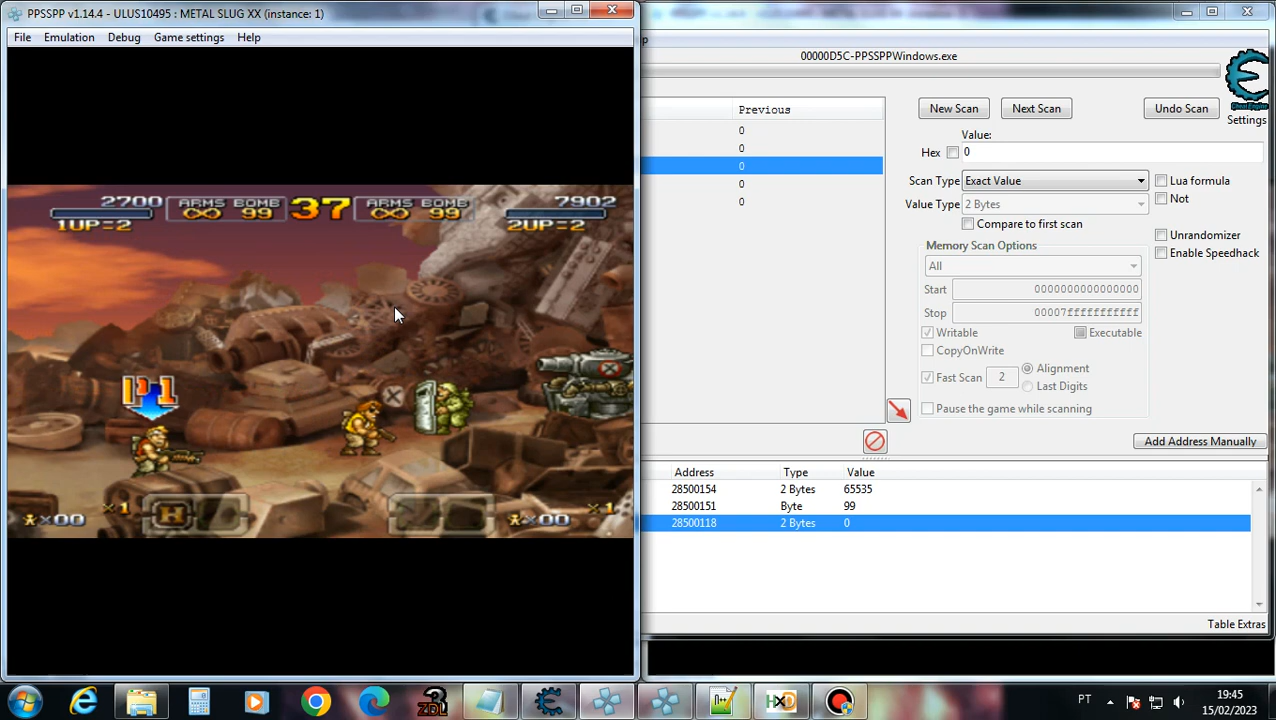 PPSSPP v1.14.4 - ULUS10495 : METAL SLUG XX (instance: 1)
File Emulation Debug Game settings Help
2700 ARMS BOMB 37 ARMS BOMB 7902
∞ 99 ∞ 99
1UP=2 2UP=2
P1
×00 ×1 H ×00 ×1
p
00000D5C-PPSSPPWindows.exe
Previous
0
0
0
0
0
New Scan Next Scan Undo Scan
Settings
Value:
Hex 0
Scan Type Exact Value Lua formula
Not
Value Type 2 Bytes
Compare to first scan
Unrandomizer
Enable Speedhack
Memory Scan Options
All
Start 0000000000000000
Stop 00007fffffffffff
Writable Executable
CopyOnWrite
Fast Scan 2 Alignment
Last Digits
Pause the game while scanning
Add Address Manually
Address Type Value
28500154 2 Bytes 65535
28500151 Byte 99
28500118 2 Bytes 0
Table Extras
ZDL
HXD
PT 19:45
15/02/2023